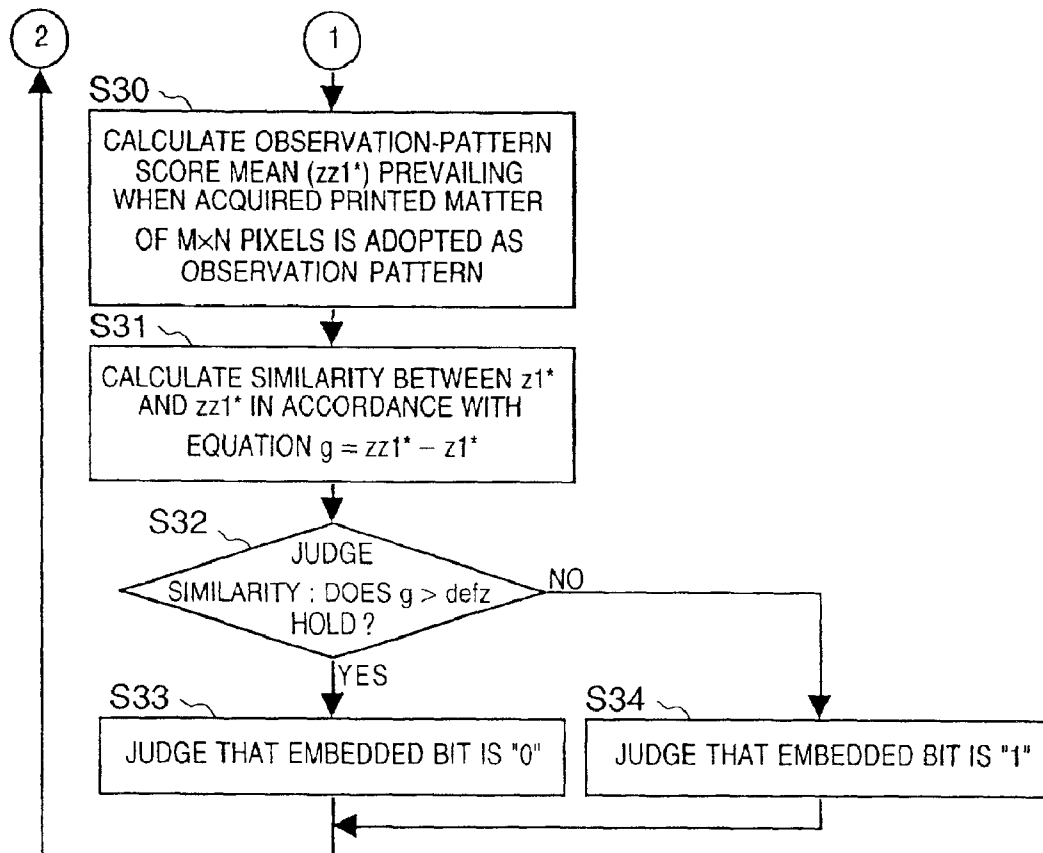 2
1
S30
CALCULATE OBSERVATION-PATTERN
SCORE MEAN (zz1*) PREVAILING
WHEN ACQUIRED PRINTED MATTER
OF M×N PIXELS IS ADOPTED AS
OBSERVATION PATTERN
S31
CALCULATE SIMILARITY BETWEEN z1*
AND zz1* IN ACCORDANCE WITH
EQUATION g = zz1* − z1*
S32
JUDGE
SIMILARITY : DOES g > defz
HOLD ?
NO
YES
S33
JUDGE THAT EMBEDDED BIT IS "0"
S34
JUDGE THAT EMBEDDED BIT IS "1"